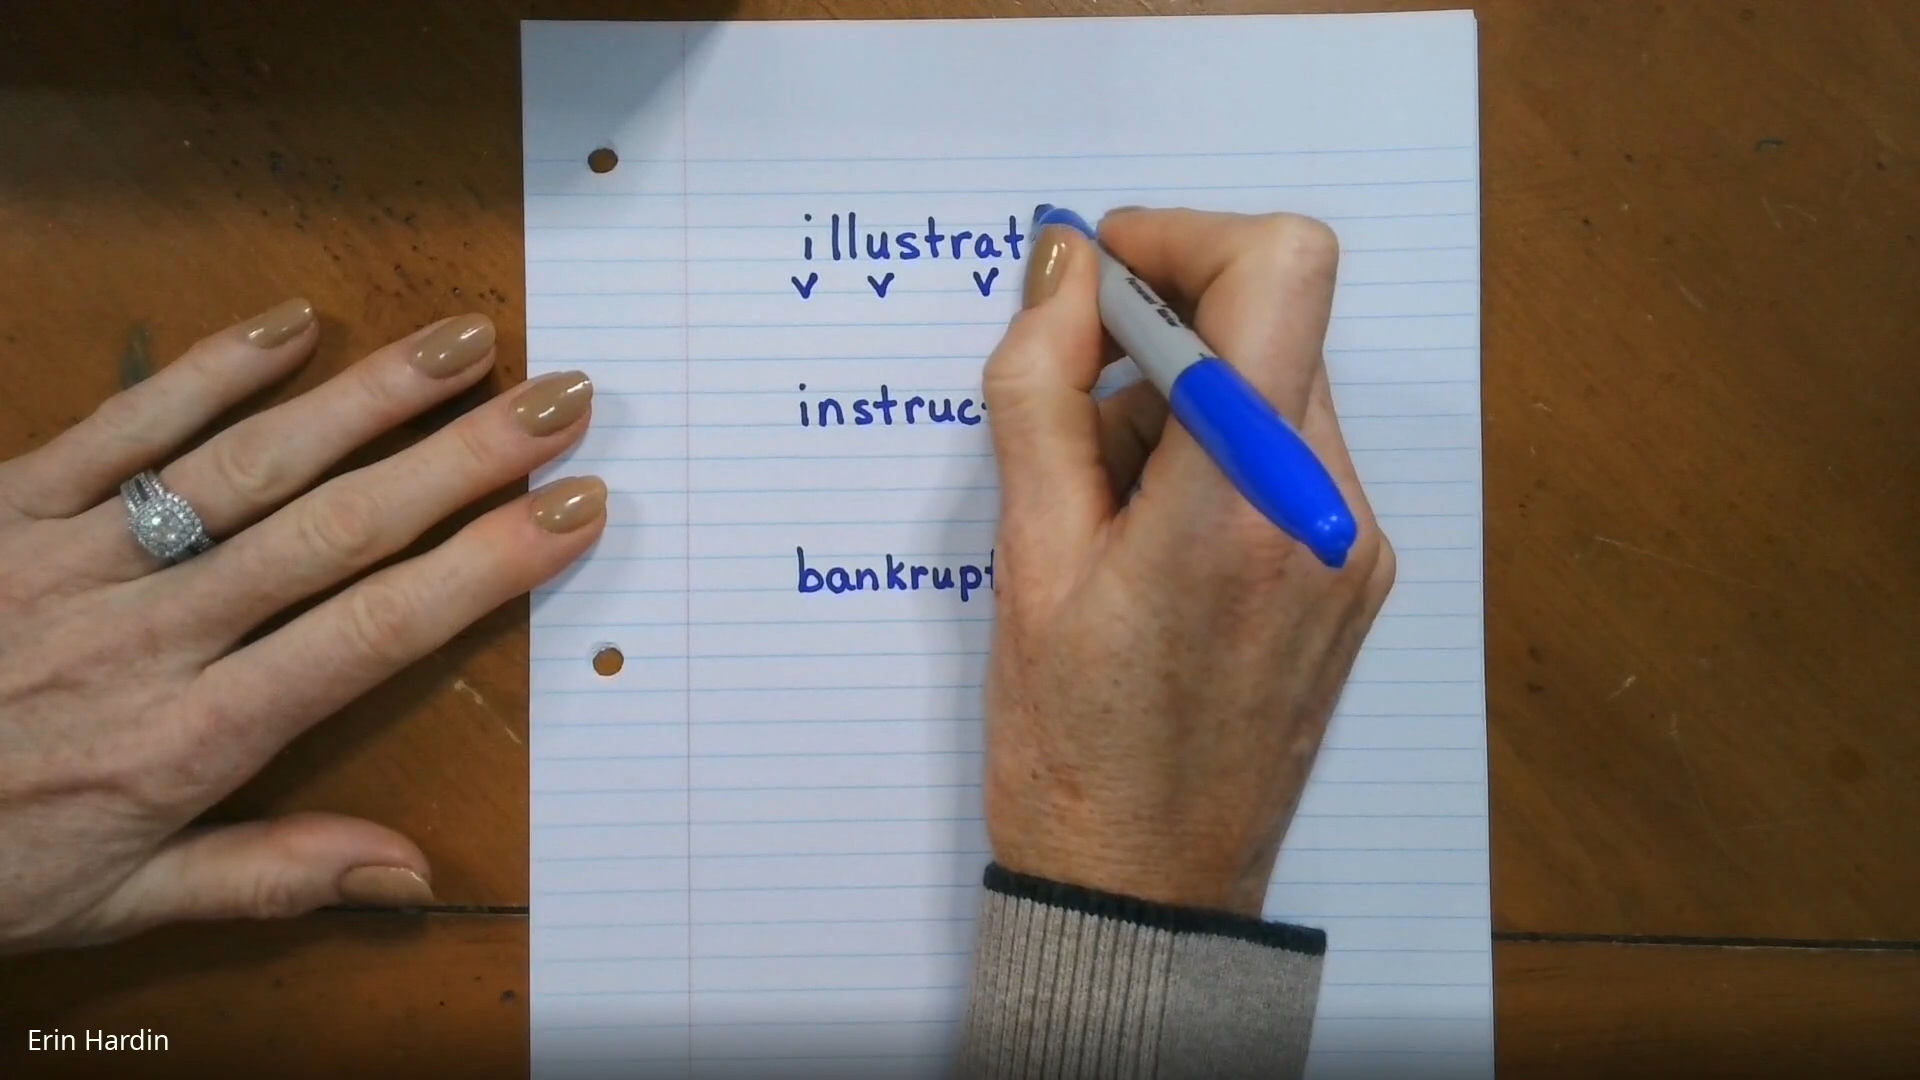 illustrat
v v v
instruc
bankrupt
Erin Hardin